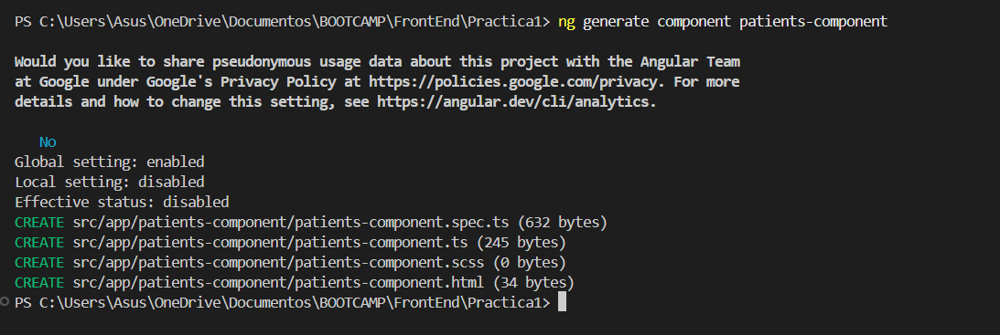 PS C:\Users\Asus\OneDrive\Documentos\BOOTCAMP\FrontEnd\Practica1> ng generate component patients-component
Would you like to share pseudonymous usage data about this project with the Angular Team
at Google under Google's Privacy Policy at https://policies.google.com/privacy. For more
details and how to change this setting, see https://angular.dev/cli/analytics.
No
Global setting: enabled
Local setting: disabled
Effective status: disabled
CREATE src/app/patients-component/patients-component.spec.ts (632 bytes)
CREATE src/app/patients-component/patients-component.ts (245 bytes)
CREATE src/app/patients-component/patients-component.scss (0 bytes)
CREATE src/app/patients-component/patients-component.html (34 bytes)
PS C:\Users\Asus\OneDrive\Documentos\BOOTCAMP\FrontEnd\Practica1>